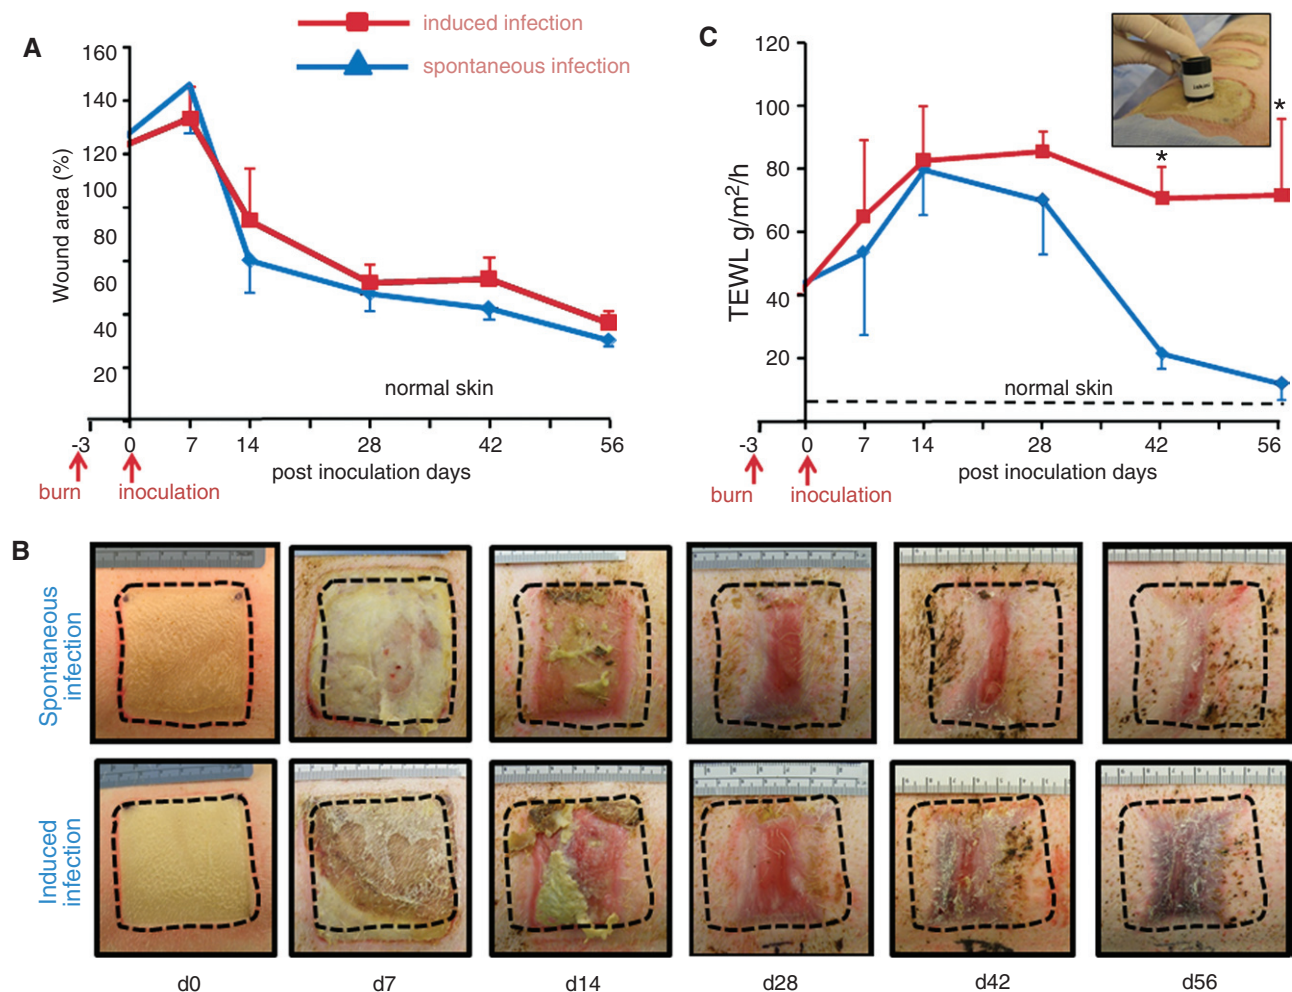 A
induced infection
spontaneous infection
Wound area (%)
160
140
120
100
80
60
40
20
normal skin
-3 0 7 14 28 42 56
burn
inoculation
post inoculation days
C
TEWL g/m²/h
120
100
80
60
40
20
*
*
normal skin
-3 0 7 14 28 42 56
burn
inoculation
post inoculation days
B
Spontaneous
infection
Induced
infection
d0 d7 d14 d28 d42 d56